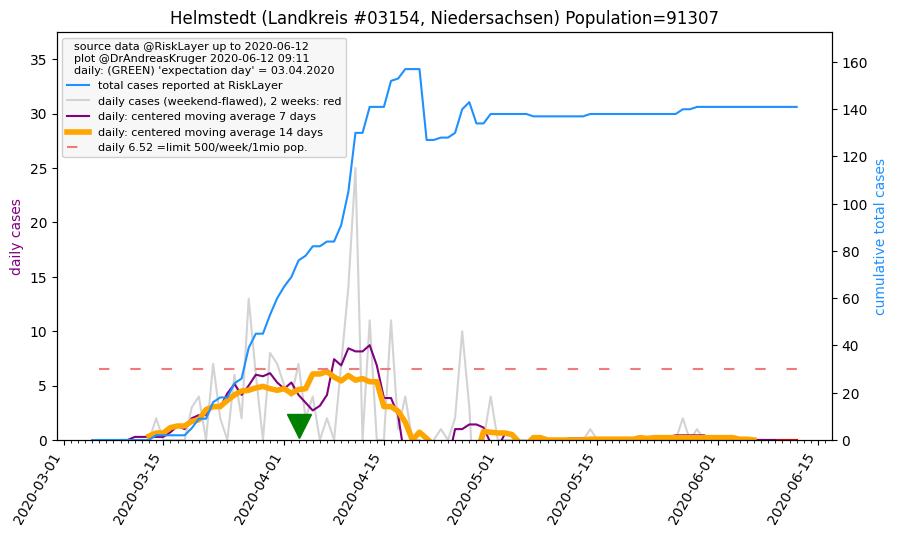 Helmstedt (Landkreis #03154, Niedersachsen) Population=91307
source data @RiskLayer up to 2020-06-12
plot @DrAndreasKruger 2020-06-12 09:11
daily: (GREEN) 'expectation day' = 03.04.2020
total cases reported at RiskLayer
daily cases (weekend-flawed), 2 weeks: red
daily: centered moving average 7 days
daily: centered moving average 14 days
daily 6.52 =limit 500/week/1mio pop.
daily cases
35
30
25
20
15
10
5
0
cumulative total cases
160
140
120
100
80
60
40
20
0
2020-03-01
2020-03-15
2020-04-01
2020-04-15
2020-05-01
2020-05-15
2020-06-01
2020-06-15